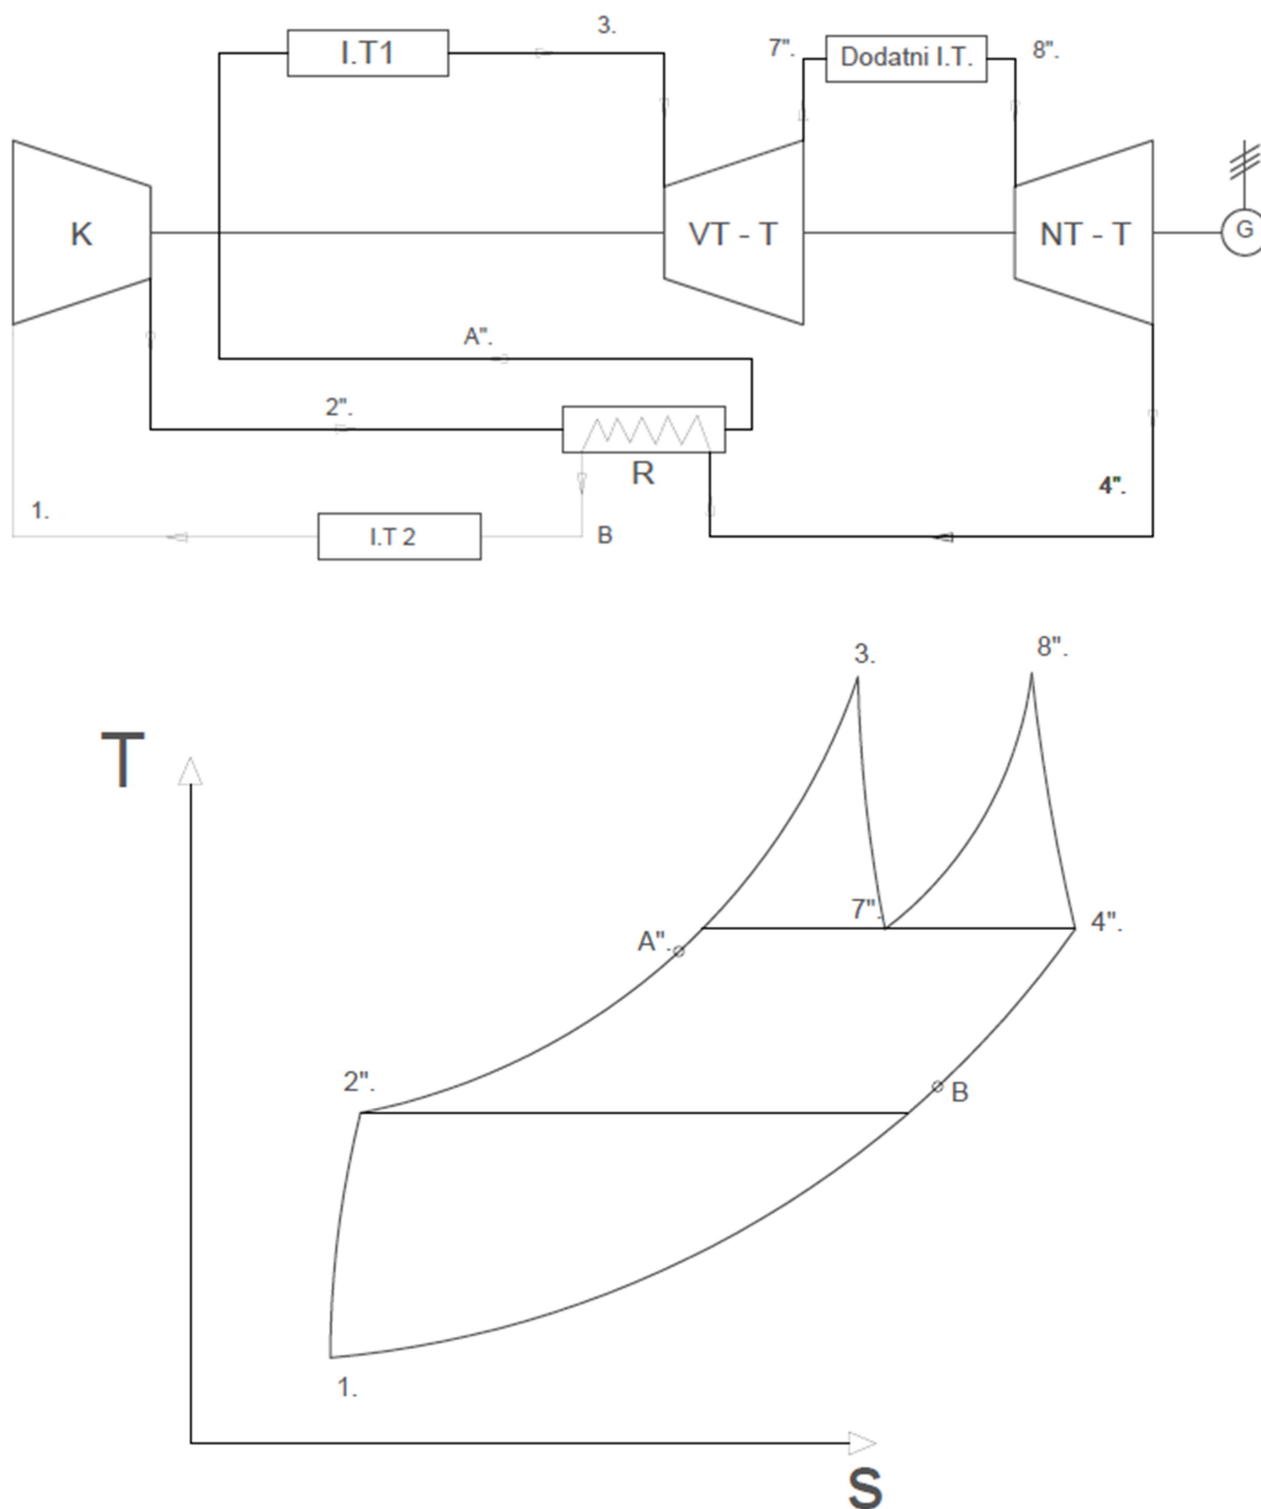 3.
I.T1
7".
Dodatni I.T.
8".
K
VT - T
NT - T
G
A".
2".
R
4".
1.
I.T 2
B
3.
8".
T
7".
4".
A".
2".
B
1.
S